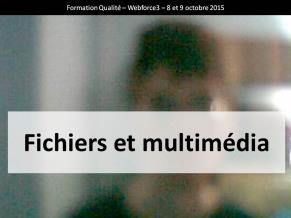 Formation Qualité – Webforce3 – 8 et 9 octobre 2015
Fichiers et multimédia